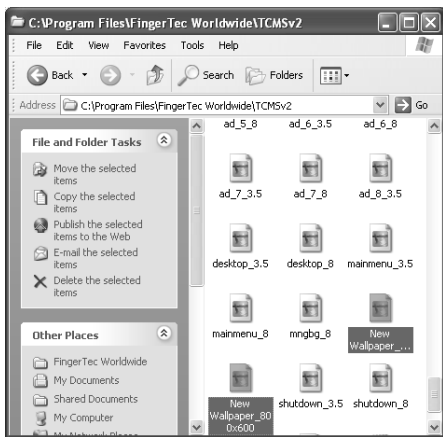 C:\Program Files\FingerTec Worldwide\TCMSv2
File Edit View Favorites Tools Help
Back Search Folders
Address C:\Program Files\FingerTec Worldwide\TCMSv2 Go
File and Folder Tasks
Move the selected
items
Copy the selected
items
Publish the selected
items to the Web
E-mail the selected
items
Delete the selected
items
Other Places
FingerTec Worldwide
My Documents
Shared Documents
My Computer
My Network Places
ad_5_8 ad_6_3.5 ad_6_8
ad_7_3.5 ad_7_8 ad_8_3.5
desktop_3.5 desktop_8 mainmenu_3.5
mainmenu_8 mngbg_8 New
Wallpaper_...
New shutdown_3.5 shutdown_8
Wallpaper_80
0x600